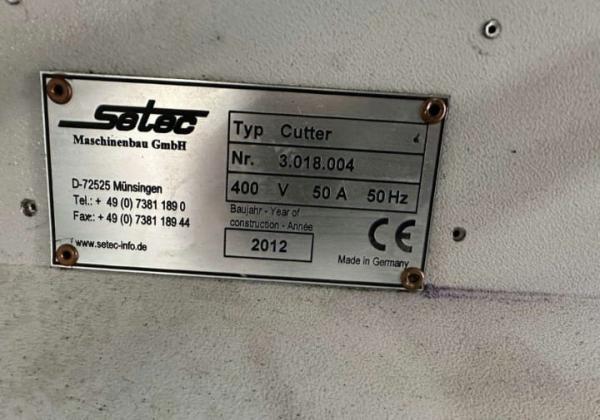 setec
Maschinenbau GmbH
D-72525 Münsingen
Tel.: + 49 (0) 7381 189 0
Fax.: + 49 (0) 7381 189 44
www.setec-info.de
Typ Cutter
Nr. 3.018.004
400 V 50 A 50 Hz
Baujahr - Year of
construction - Année
2012
CE
Made in Germany